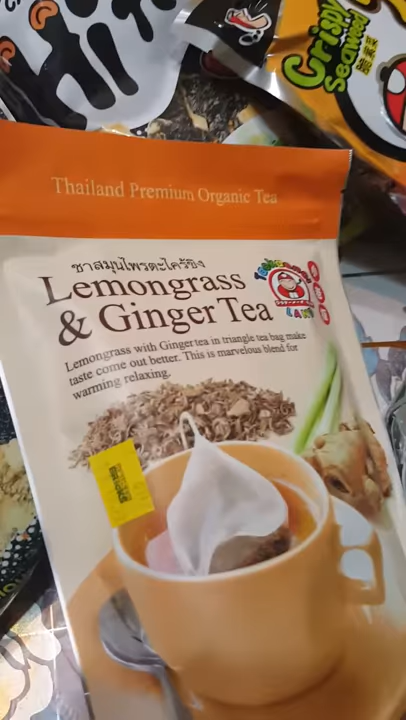 Crispy
Seaweed
Thailand Premium Organic Tea
ชาสมุนไพรตะไคร้ขิง
Lemongrass
& Ginger Tea
Lemongrass with Ginger tea in triangle tea bag make
taste come out better. This is marvelous blend for
warming relaxing.
LAND